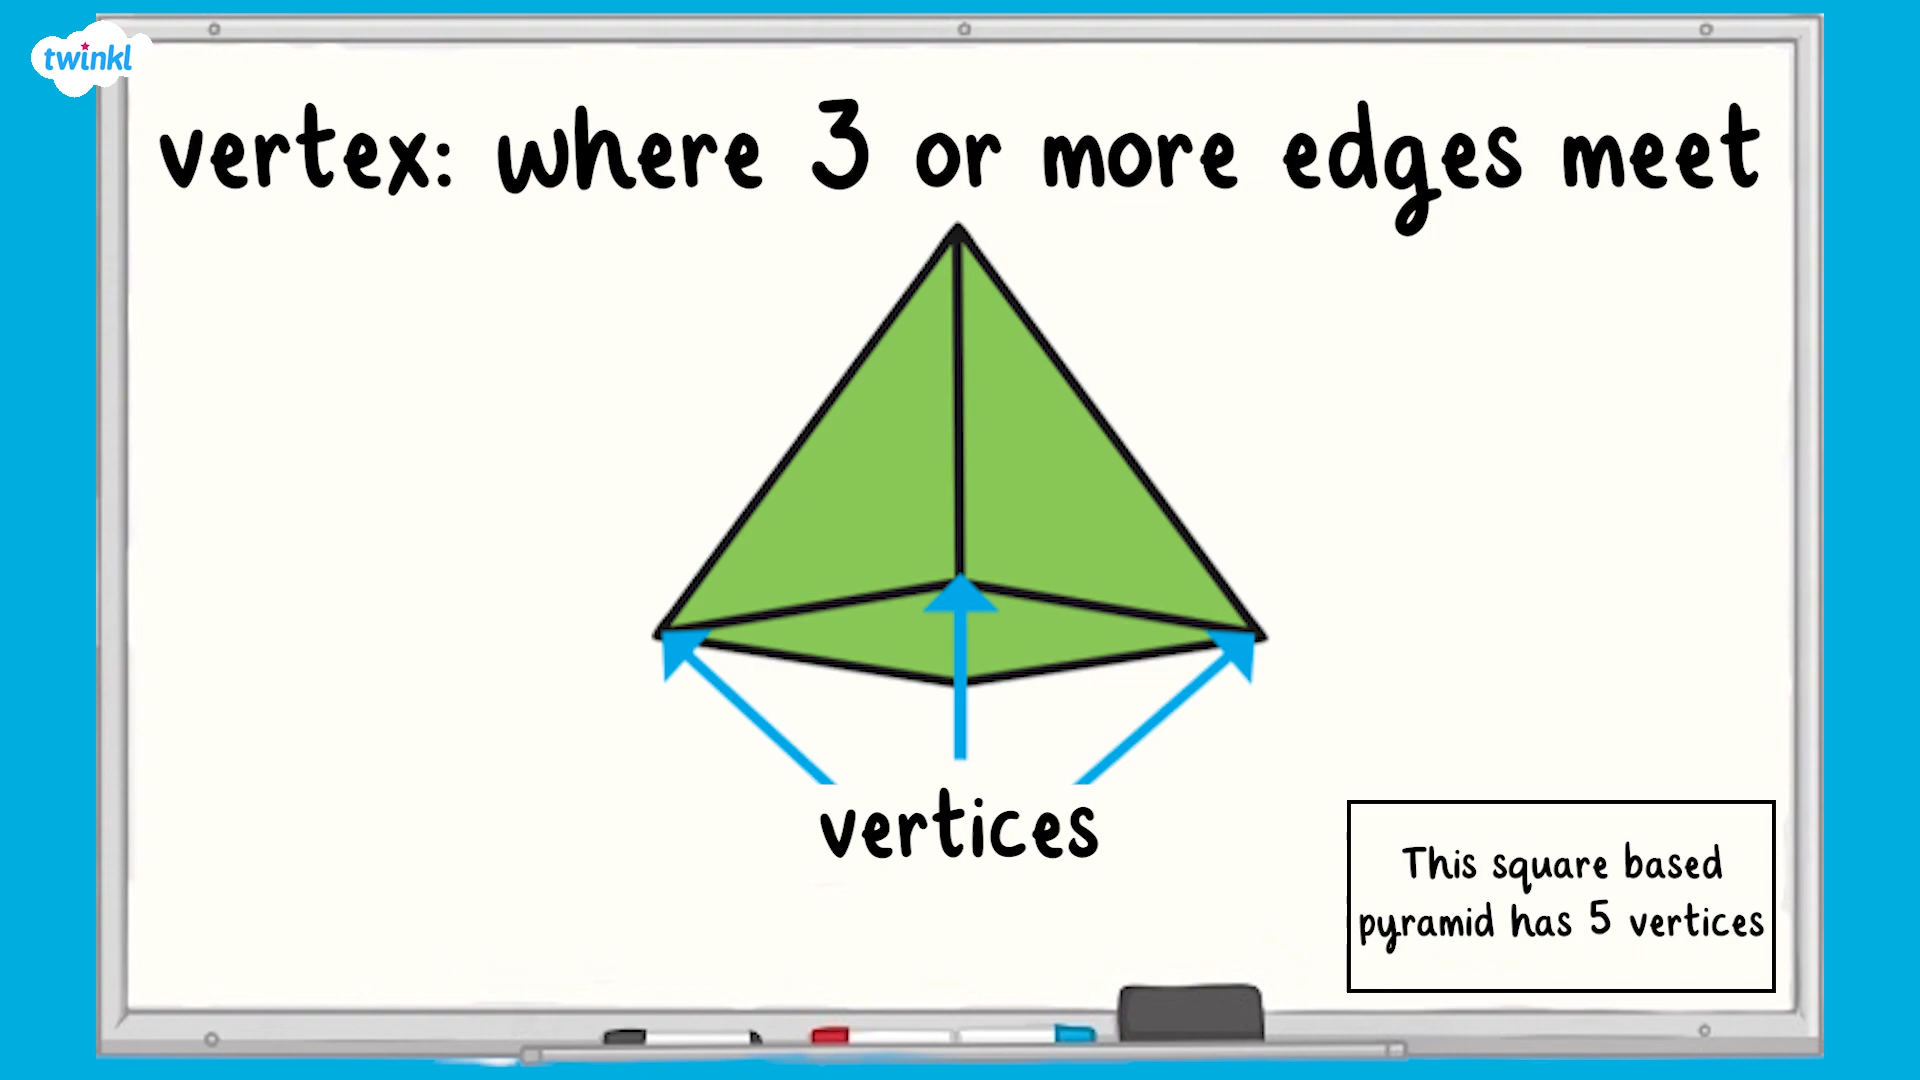 twinkl
vertex: where 3 or more edges meet
vertices
This square based
pyramid has 5 vertices